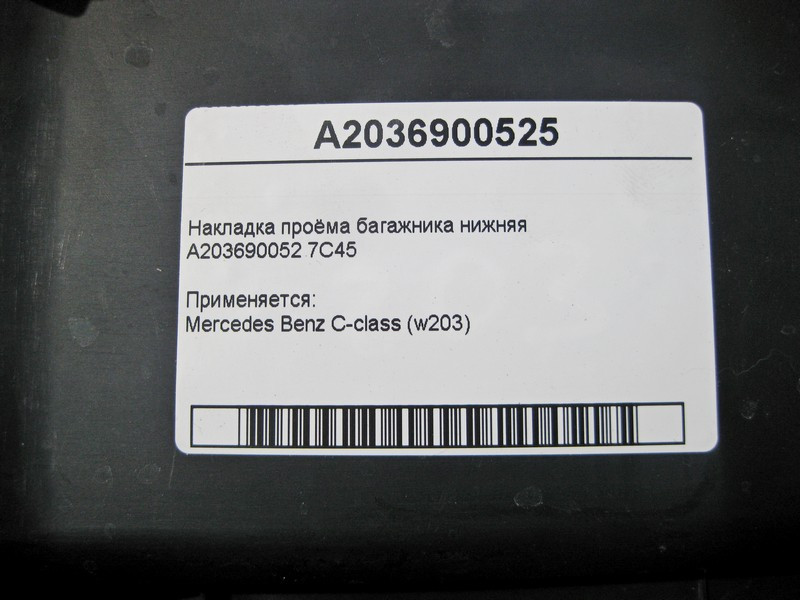 A2036900525
Накладка проёма багажника нижняя
A203690052 7C45
Применяется:
Mercedes Benz C-class (w203)